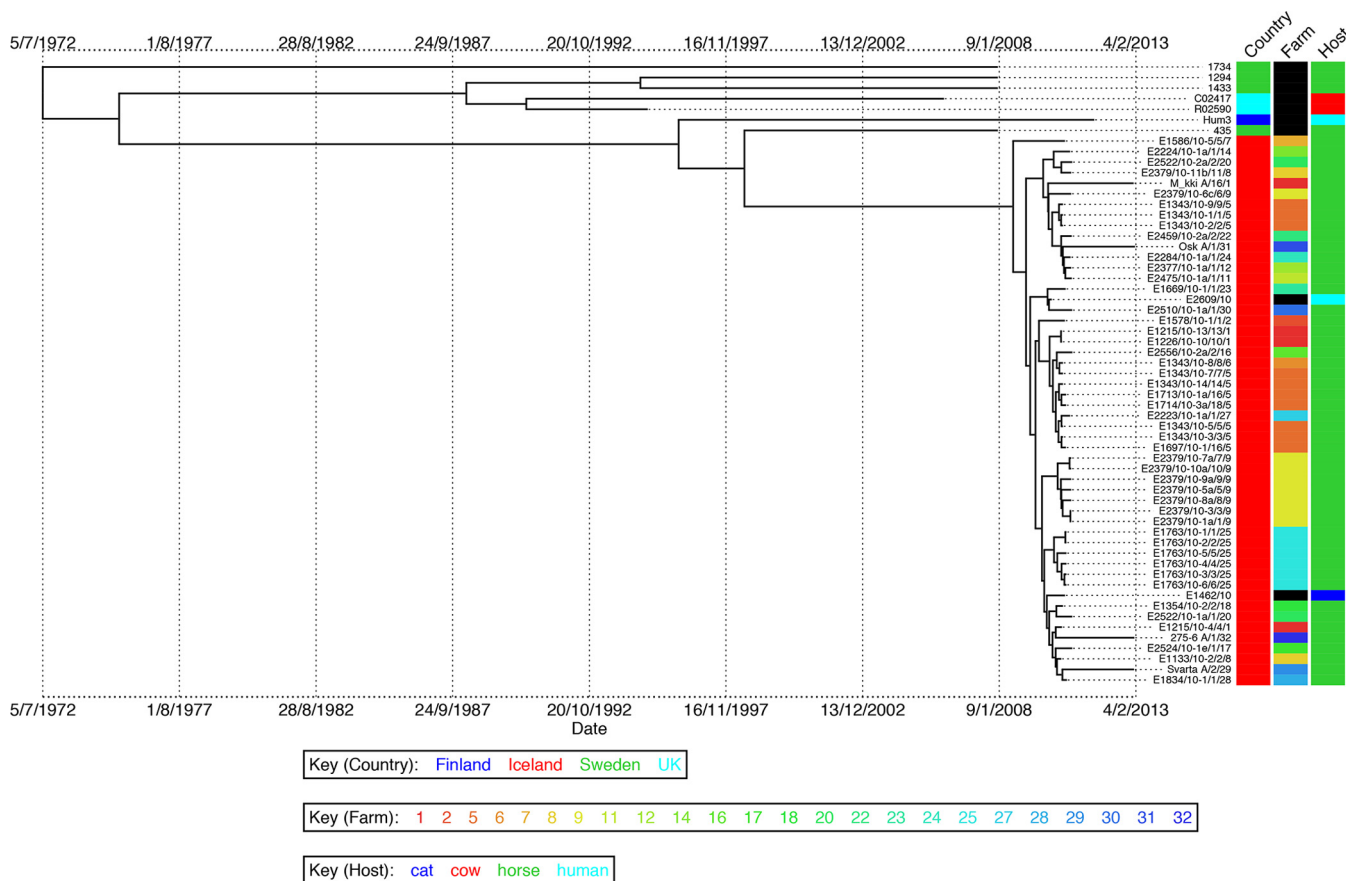 Country Farm Host
5/7/1972 1/8/1977 28/8/1982 24/9/1987 20/10/1992 16/11/1997 13/12/2002 9/1/2008 4/2/2013
1734
1294
1433
C02417
R02590
Hum3
435
E1586/10-5/5/7
E2224/10-1a/1/14
E2522/10-2a/2/20
E2379/10-11b/11/8
M_kki A/16/1
E2379/10-6c/6/9
E1343/10-9/9/5
E1343/10-1/1/5
E1343/10-2/2/5
E2459/10-2a/2/22
Osk A/1/31
E2284/10-1a/1/24
E2377/10-1a/1/12
E2475/10-1a/1/11
E1669/10-1/1/23
E2609/10
E2510/10-1a/1/30
E1578/10-1/1/2
E1215/10-13/13/1
E1226/10-10/10/1
E2556/10-2a/2/16
E1343/10-8/8/6
E1343/10-7/7/5
E1343/10-14/14/5
E1713/10-1a/16/5
E1714/10-3a/18/5
E2223/10-1a/1/27
E1343/10-5/5/5
E1343/10-3/3/5
E1697/10-1/16/5
E2379/10-7a/7/9
E2379/10-10a/10/9
E2379/10-9a/9/9
E2379/10-5a/5/9
E2379/10-8a/8/9
E2379/10-3/3/9
E2379/10-1a/1/9
E1763/10-1/1/25
E1763/10-2/2/25
E1763/10-5/5/25
E1763/10-4/4/25
E1763/10-3/3/25
E1763/10-6/6/25
E1462/10
E1354/10-2/2/18
E2522/10-1a/1/20
E1215/10-4/4/1
275-6 A/1/32
E2524/10-1e/1/17
E1133/10-2/2/8
Svarta A/2/29
E1834/10-1/1/28
5/7/1972 1/8/1977 28/8/1982 24/9/1987 20/10/1992 16/11/1997 13/12/2002 9/1/2008 4/2/2013
Date
Key (Country): Finland Iceland Sweden UK
Key (Farm): 1 2 5 6 7 8 9 11 12 14 16 17 18 20 22 23 24 25 27 28 29 30 31 32
Key (Host): cat cow horse human